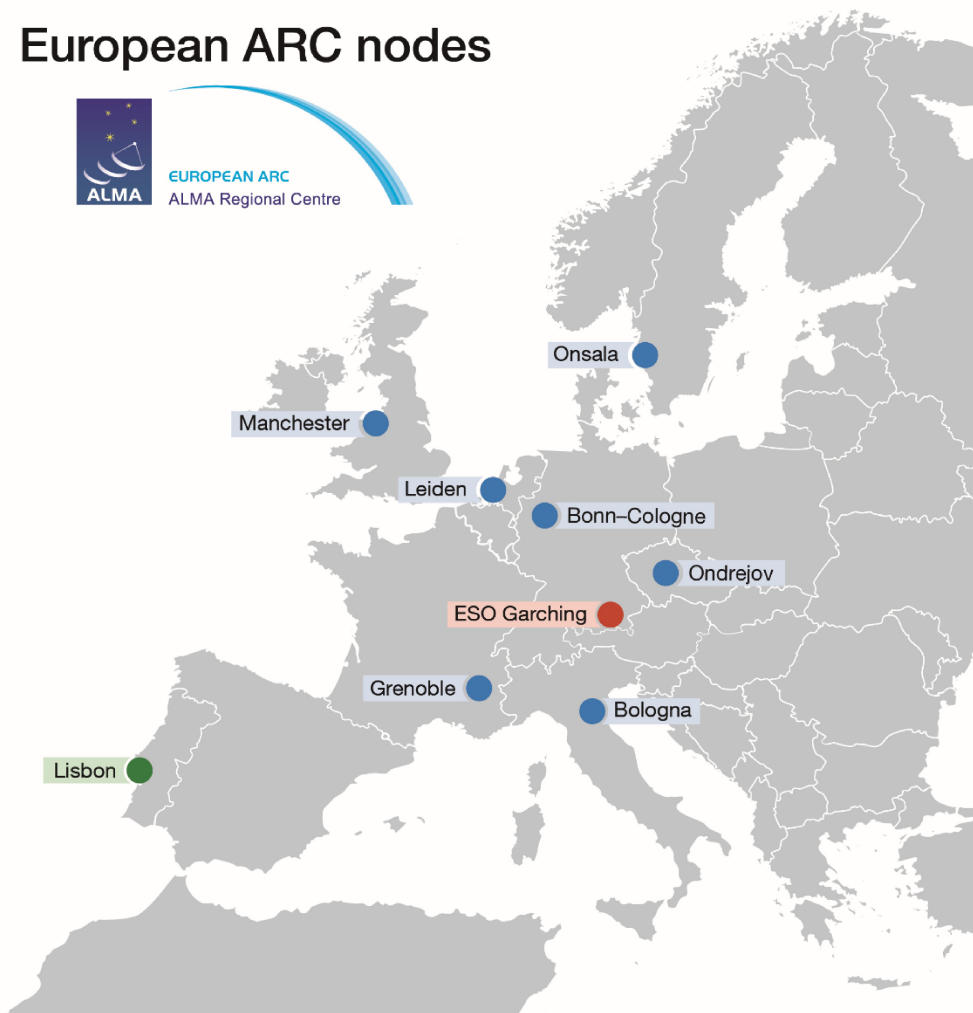 European ARC nodes
ALMA
EUROPEAN ARC
ALMA Regional Centre
Onsala
Manchester
Leiden
Bonn–Cologne
Ondrejov
ESO Garching
Grenoble
Bologna
Lisbon